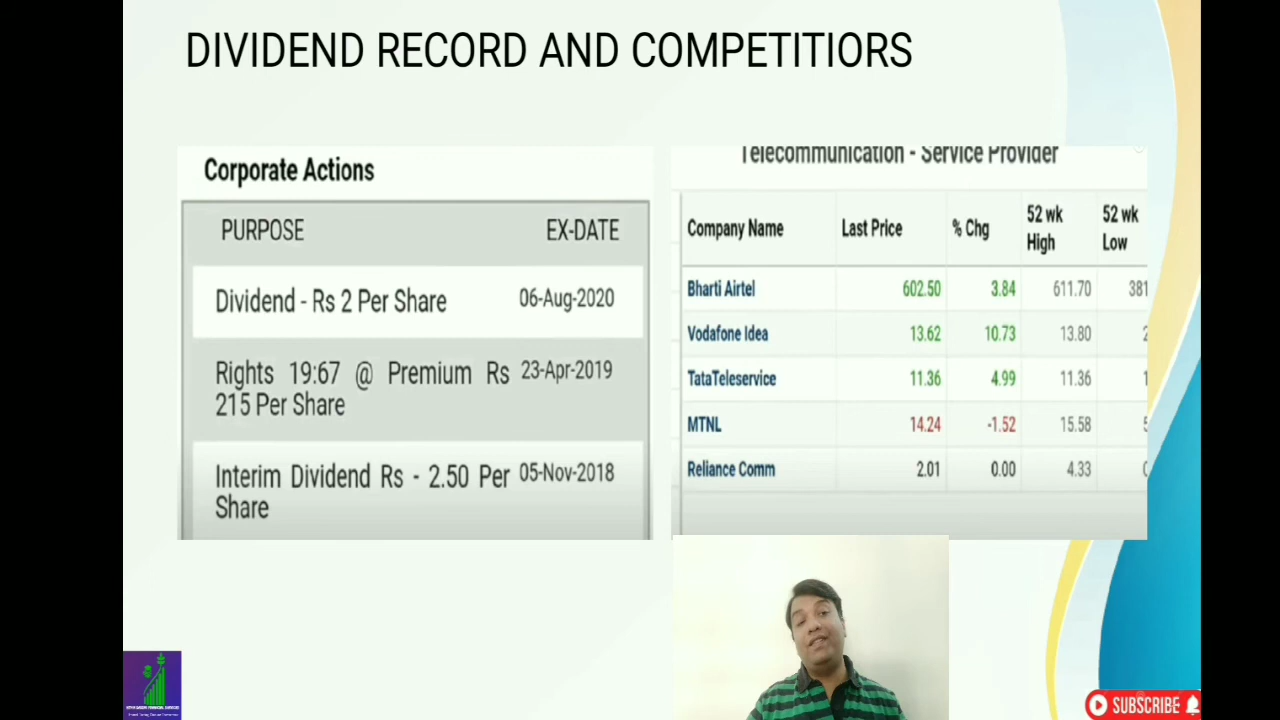 DIVIDEND RECORD AND COMPETITIORS
Corporate Actions
PURPOSE EX-DATE
Dividend - Rs 2 Per Share 06-Aug-2020
Rights 19:67 @ Premium Rs 23-Apr-2019
215 Per Share
Interim Dividend Rs - 2.50 Per 05-Nov-2018
Share
Telecommunication - Service Provider
Company Name Last Price % Chg 52 wk High 52 wk Low
Bharti Airtel 602.50 3.84 611.70 381
Vodafone Idea 13.62 10.73 13.80 2
TataTeleservice 11.36 4.99 11.36 1
MTNL 14.24 -1.52 15.58 5
Reliance Comm 2.01 0.00 4.33 0
SUBSCRIBE